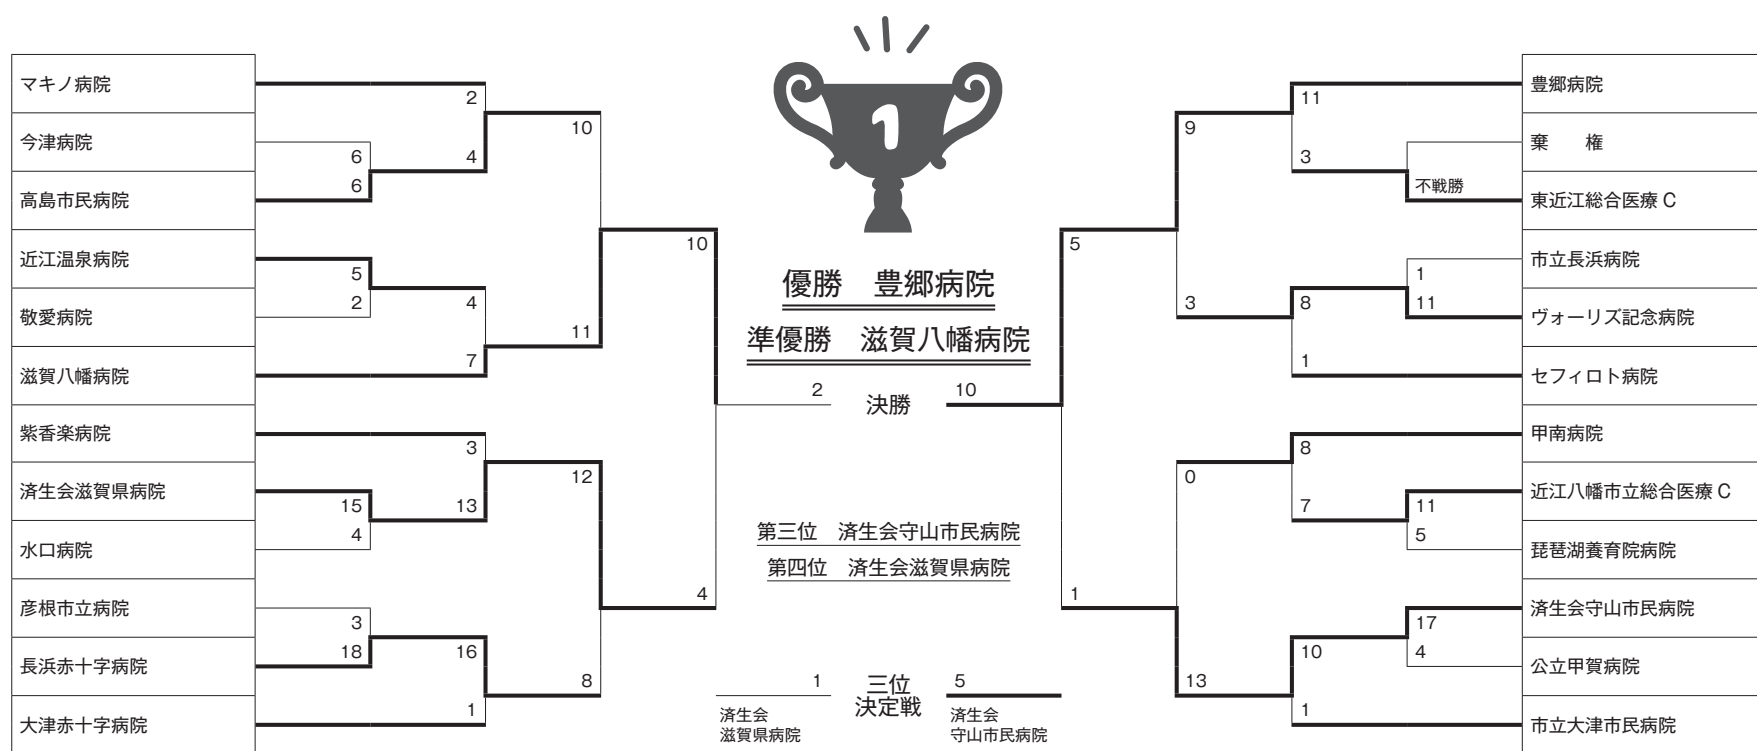 マキノ病院
今津病院
高島市民病院
近江温泉病院
敬愛病院
滋賀八幡病院
紫香楽病院
済生会滋賀県病院
水口病院
彦根市立病院
長浜赤十字病院
大津赤十字病院
6
6
5
2
15
4
3
18
2
4
4
7
3
13
16
1
10
11
12
8
10
4
1
優勝 豊郷病院
準優勝 滋賀八幡病院
2 決勝 10
第三位 済生会守山市民病院
第四位 済生会滋賀県病院
1 三位 5
決定戦
済生会
滋賀県病院
済生会
守山市民病院
5
1
9
3
0
13
11
3
8
1
8
7
10
1
不戦勝
1
11
11
5
17
4
豊郷病院
棄 権
東近江総合医療 C
市立長浜病院
ヴォーリズ記念病院
セフィロト病院
甲南病院
近江八幡市立総合医療 C
琵琶湖養育院病院
済生会守山市民病院
公立甲賀病院
市立大津市民病院